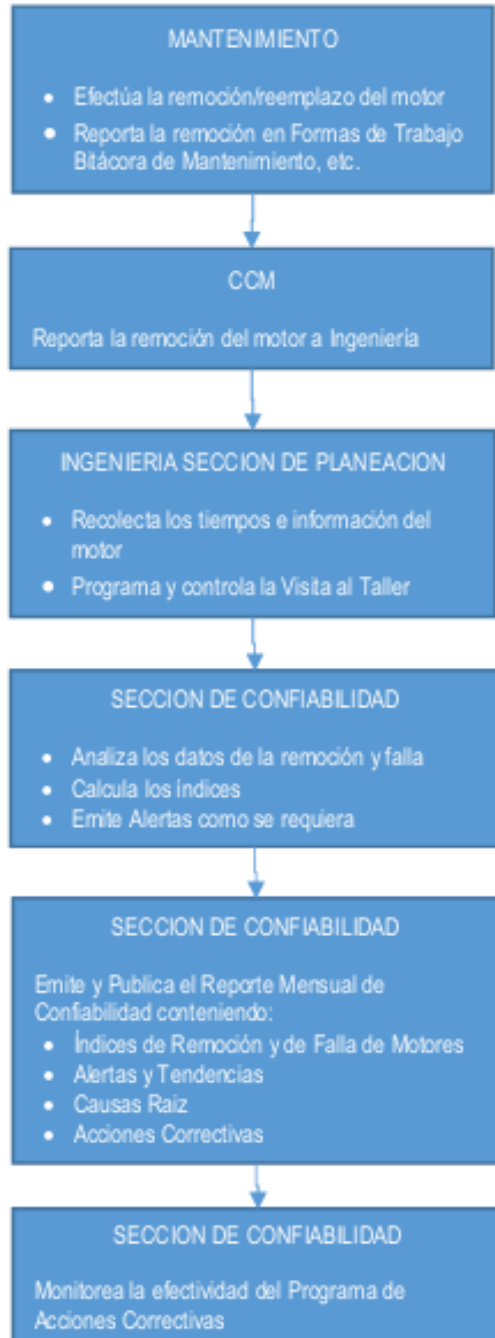 MANTENIMIENTO
• Efectúa la remoción/reemplazo del motor
• Reporta la remoción en Formas de Trabajo
Bitácora de Mantenimiento, etc.
CCM
Reporta la remoción del motor a Ingeniería
INGENIERIA SECCION DE PLANEACION
• Recolecta los tiempos e información del
motor
• Programa y controla la Visita al Taller
SECCION DE CONFIABILIDAD
• Analiza los datos de la remoción y falla
• Calcula los índices
• Emite Alertas como se requiera
SECCION DE CONFIABILIDAD
Emite y Publica el Reporte Mensual de
Confiabilidad conteniendo:
• Índices de Remoción y de Falla de Motores
• Alertas y Tendencias
• Causas Raiz
• Acciones Correctivas
SECCION DE CONFIABILIDAD
Monitorea la efectividad del Programa de
Acciones Correctivas